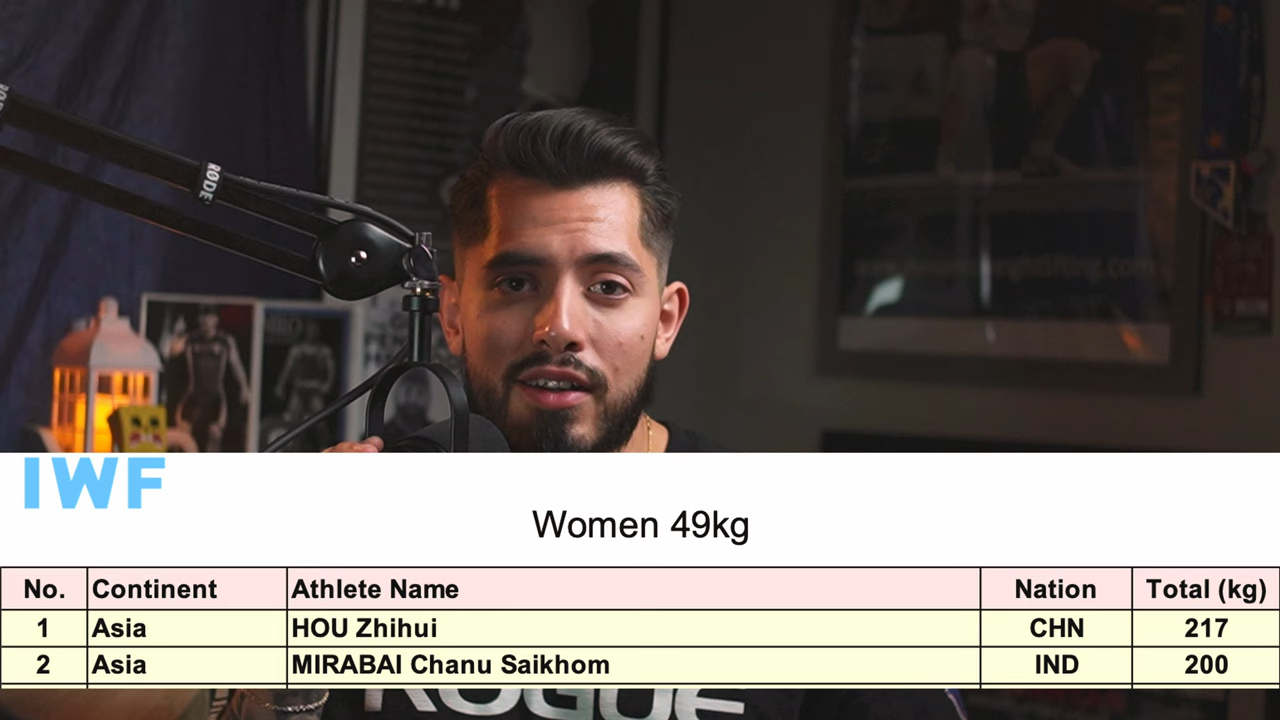 RØDE
IWF
Women 49kg
No. Continent Athlete Name Nation Total (kg)
1 Asia HOU Zhihui CHN 217
2 Asia MIRABAI Chanu Saikhom IND 200
ROGUE